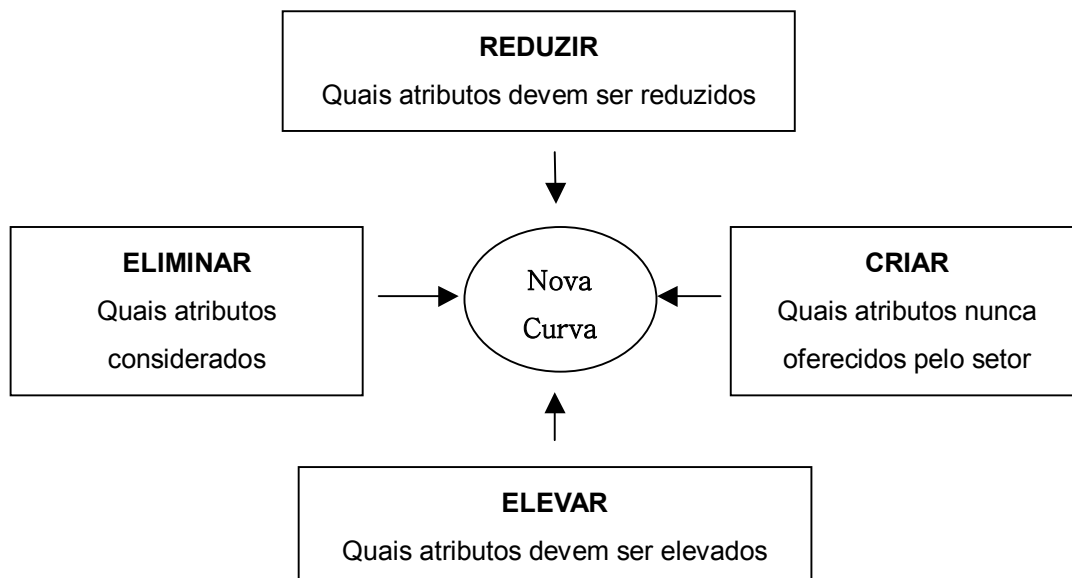 REDUZIR
Quais atributos devem ser reduzidos
ELIMINAR
Quais atributos
considerados
Nova
Curva
CRIAR
Quais atributos nunca
oferecidos pelo setor
ELEVAR
Quais atributos devem ser elevados